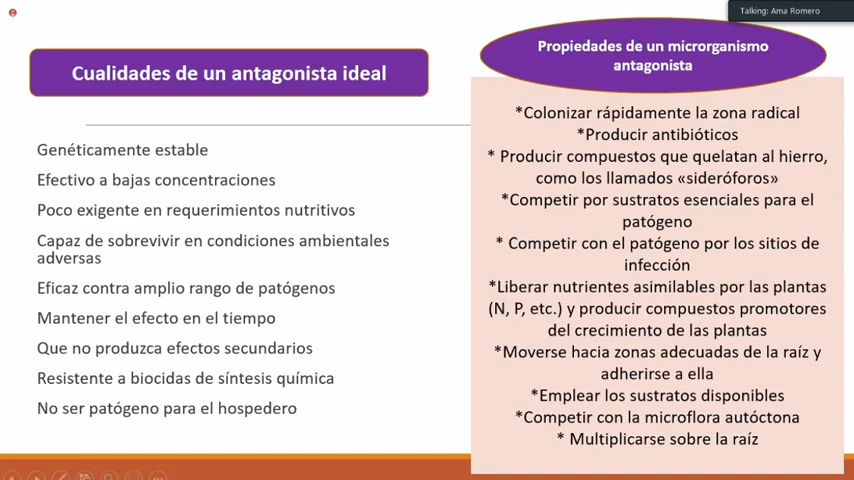 Talking: Ama Romero
Cualidades de un antagonista ideal
Genéticamente estable
Efectivo a bajas concentraciones
Poco exigente en requerimientos nutritivos
Capaz de sobrevivir en condiciones ambientales
adversas
Eficaz contra amplio rango de patógenos
Mantener el efecto en el tiempo
Que no produzca efectos secundarios
Resistente a biocidas de síntesis química
No ser patógeno para el hospedero
Propiedades de un microrganismo
antagonista
*Colonizar rápidamente la zona radical
*Producir antibióticos
* Producir compuestos que quelatan al hierro,
como los llamados «sideróforos»
*Competir por sustratos esenciales para el
patógeno
* Competir con el patógeno por los sitios de
infección
*Liberar nutrientes asimilables por las plantas
(N, P, etc.) y producir compuestos promotores
del crecimiento de las plantas
*Moverse hacia zonas adecuadas de la raíz y
adherirse a ella
*Emplear los sustratos disponibles
*Competir con la microflora autóctona
* Multiplicarse sobre la raíz